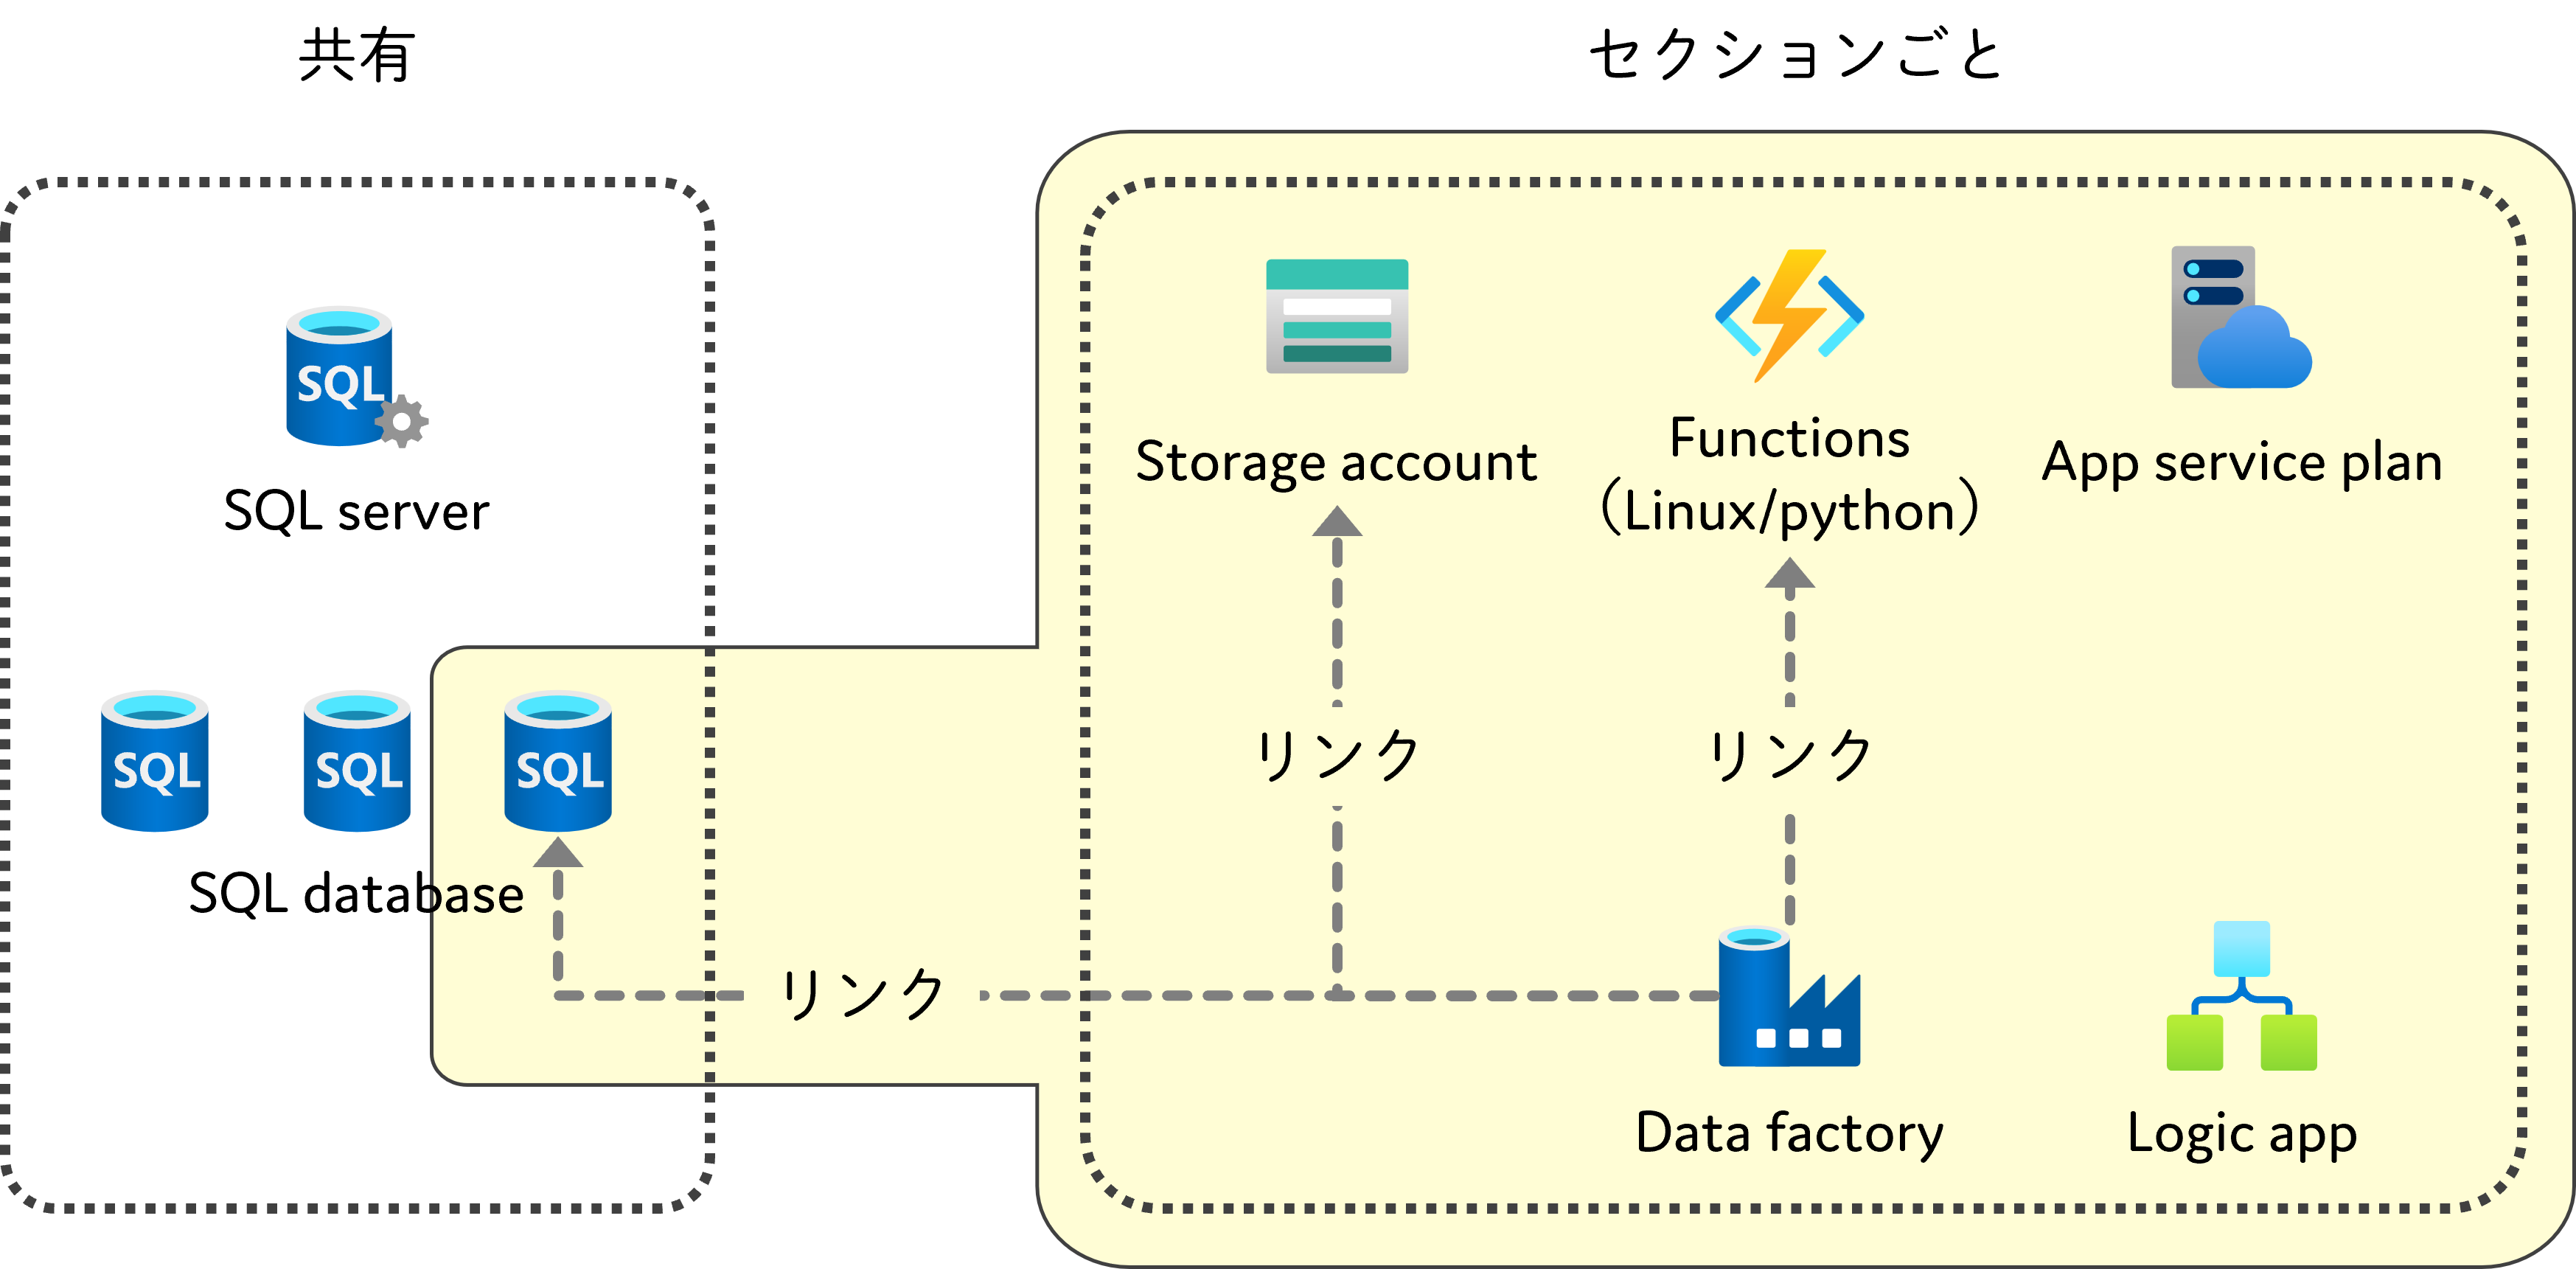 共有
セクションごと
SQL
SQL server
Storage account
Functions
（Linux/python）
App service plan
SQL
SQL
SQL
SQL database
リンク
リンク
リンク
Data factory
Logic app